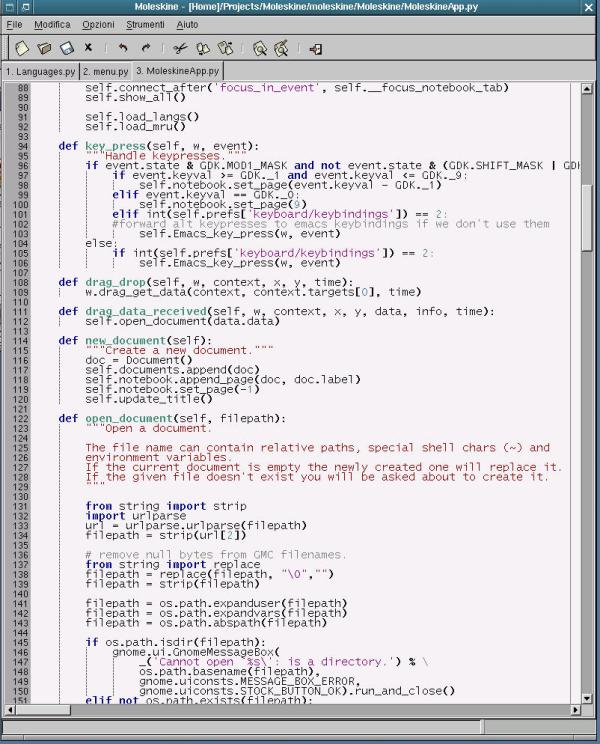 Moleskine - [Home]/Projects/Moleskine/moleskine/Moleskine/MoleskineApp.py
File Modifica Opzioni Strumenti Aiuto
1. Languages.py 2. menu.py 3. MoleskineApp.py
88 self.connect_after('focus_in_event', self.__focus_notebook_tab)
89 self.show_all()
90
91 self.load_langs()
92 self.load_mru()
93
94 def key_press(self, w, event):
95 """Handle keypresses."""
96 if event.state & GDK.MOD1_MASK and not event.state & (GDK.SHIFT_MASK | GD
97 if event.keyval >= GDK._1 and event.keyval <= GDK._9:
98 self.notebook.set_page(event.keyval - GDK._1)
99 elif event.keyval == GDK._0:
100 self.notebook.set_page(9)
101 elif int(self.prefs['keyboard/keybindings']) == 2:
102 #forward alt keypresses to emacs keybindings if we don't use them
103 self.Emacs_key_press(w, event)
104 else:
105 if int(self.prefs['keyboard/keybindings']) == 2:
106 self.Emacs_key_press(w, event)
107
108 def drag_drop(self, w, context, x, y, time):
109 w.drag_get_data(context, context.targets[0], time)
110
111 def drag_data_received(self, w, context, x, y, data, info, time):
112 self.open_document(data.data)
113
114 def new_document(self):
115 """Create a new document."""
116 doc = Document()
117 self.documents.append(doc)
118 self.notebook.append_page(doc, doc.label)
119 self.notebook.set_page(-1)
120 self.update_title()
121
122 def open_document(self, filepath):
123 """Open a document.
124
125 The file name can contain relative paths, special shell chars (~) and
126 environment variables.
127 If the current document is empty the newly created one will replace it.
128 If the given file doesn't exist you will be asked about to create it.
129 """
130
131 from string import strip
132 import urlparse
133 url = urlparse.urlparse(filepath)
134 filepath = strip(url[2])
135
136 # remove null bytes from GMC filenames.
137 from string import replace
138 filepath = replace(filepath, "\0","")
139 filepath = strip(filepath)
140
141 filepath = os.path.expanduser(filepath)
142 filepath = os.path.expandvars(filepath)
143 filepath = os.path.abspath(filepath)
144
145 if os.path.isdir(filepath):
146 gnome.ui.GnomeMessageBox(
147 _('Cannot open `%s\': is a directory.') % \
148 os.path.basename(filepath),
149 gnome.uiconsts.MESSAGE_BOX_ERROR,
150 gnome.uiconsts.STOCK_BUTTON_OK).run_and_close()
151 elif not os.path.exists(filepath):